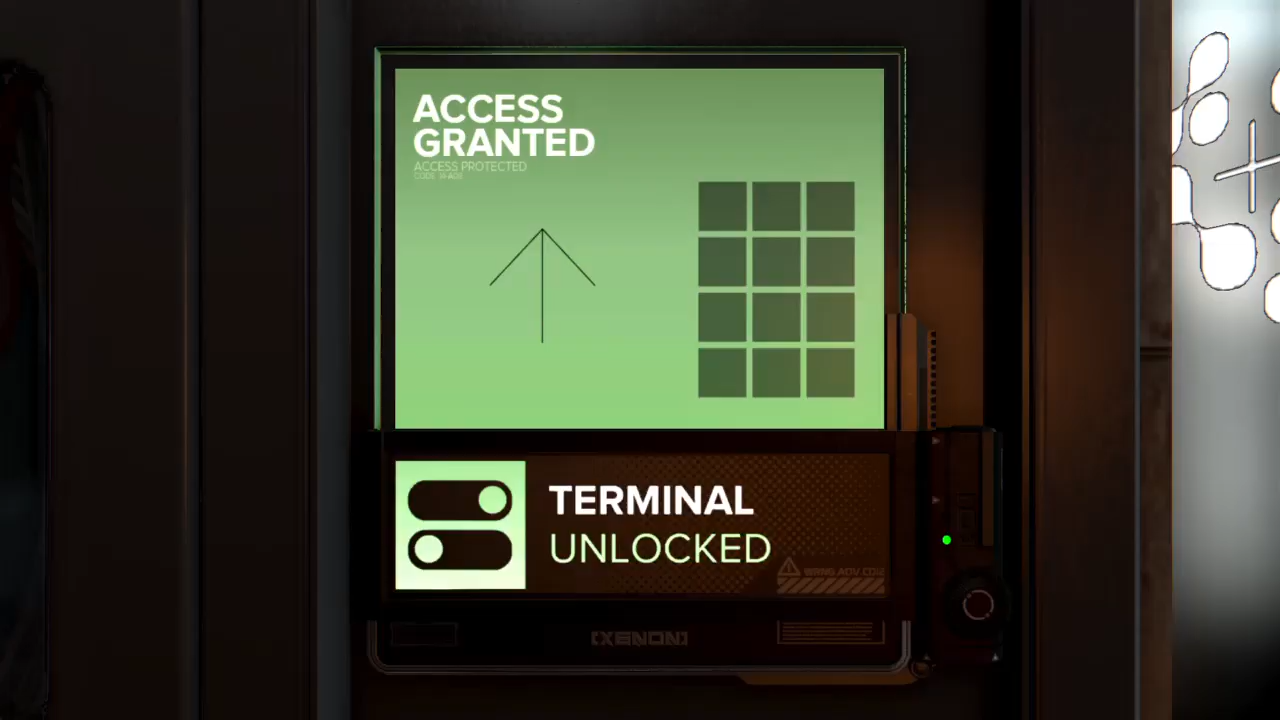 ACCESS
GRANTED
ACCESS PROTECTED
TERMINAL
UNLOCKED
[XENON]